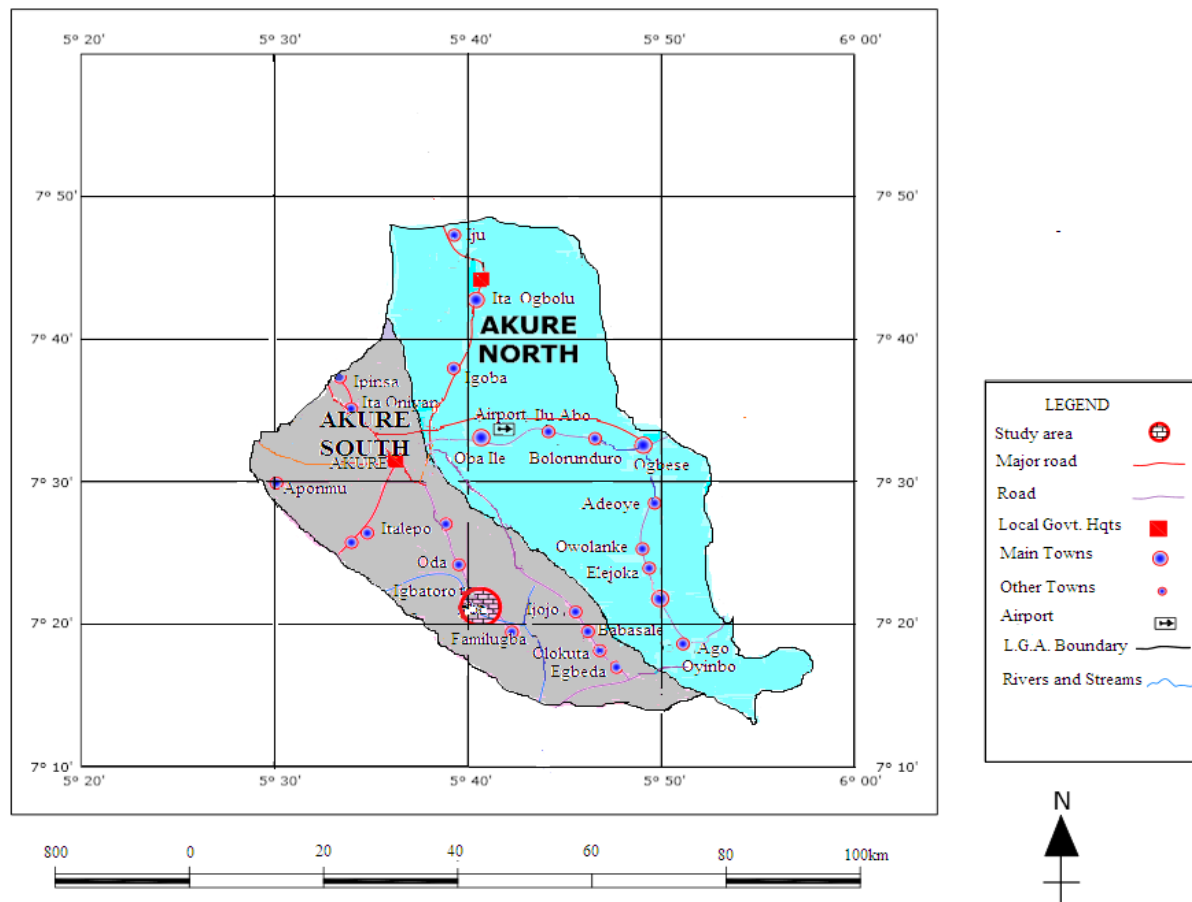 5° 20' 5° 30' 5° 40' 5° 50' 6° 00'
7° 50' 7° 50'
Iju
Ita Ogbolu
AKURE
NORTH
7° 40' 7° 40'
Igoba
Ipinsa
Ita Oniyan
AKURE
SOUTH
AKURE
Airport Ilu Abo
Oba Ile Bolorunduro Ogbese
7° 30' 7° 30'
Aponmu
Adeoye
Italepo
Owolanke
Oda
Elejoka
Igbatoro
Ijojo
7° 20' 7° 20'
Familugba Babasale
Olokuta
Egbeda
Ago
Oyinbo
7° 10' 7° 10'
5° 20' 5° 30' 5° 40' 5° 50' 6° 00'
LEGEND
Study area
Major road
Road
Local Govt. Hqts
Main Towns
Other Towns
Airport
L.G.A. Boundary
Rivers and Streams
N
800 0 20 40 60 80 100km